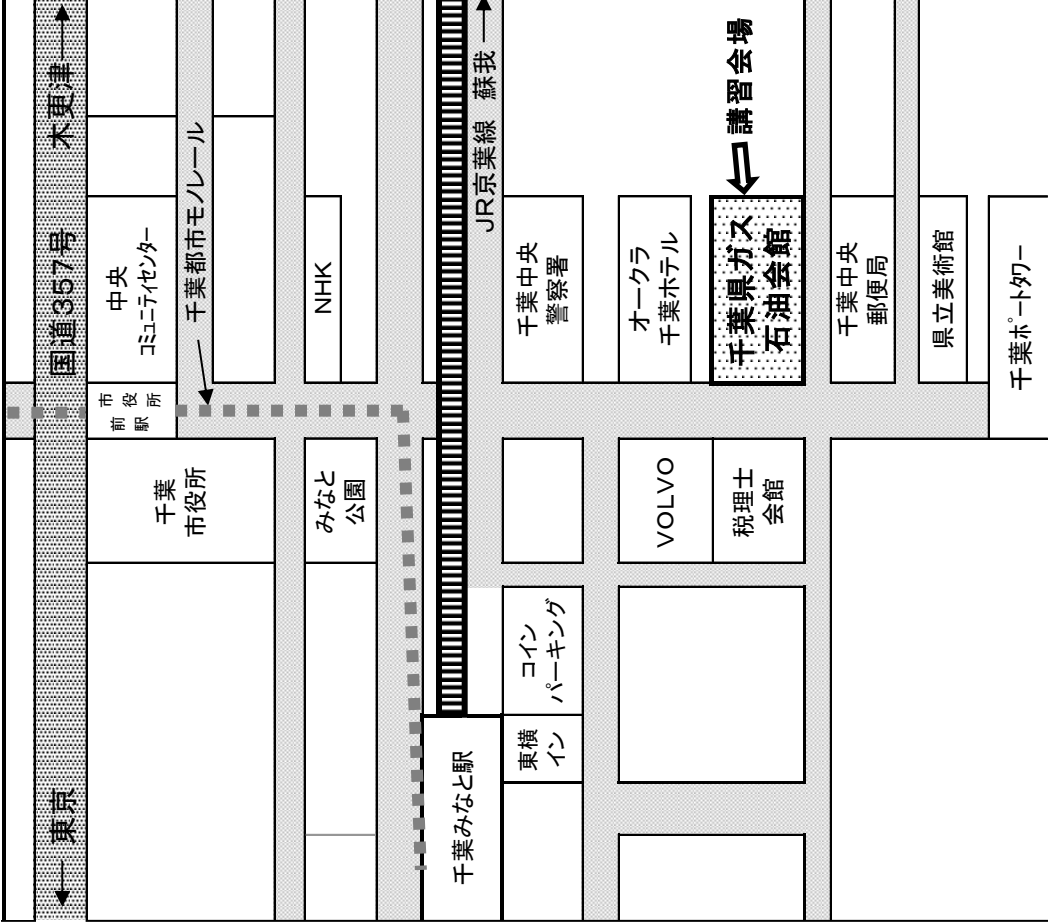 ← 東京
国道357号
木更津→
千葉
市役所
市役所
前駅
中央
コミュニティセンター
千葉都市モノレール
みなと
公園
NHK
千葉みなと駅
JR京葉線 蘇我→
東横
イン
コイン
パーキング
千葉中央
警察署
VOLVO
オークラ
千葉ホテル
税理士
会館
千葉県ガス
石油会館
⇦講習会場
千葉中央
郵便局
県立美術館
千葉ポートタワー